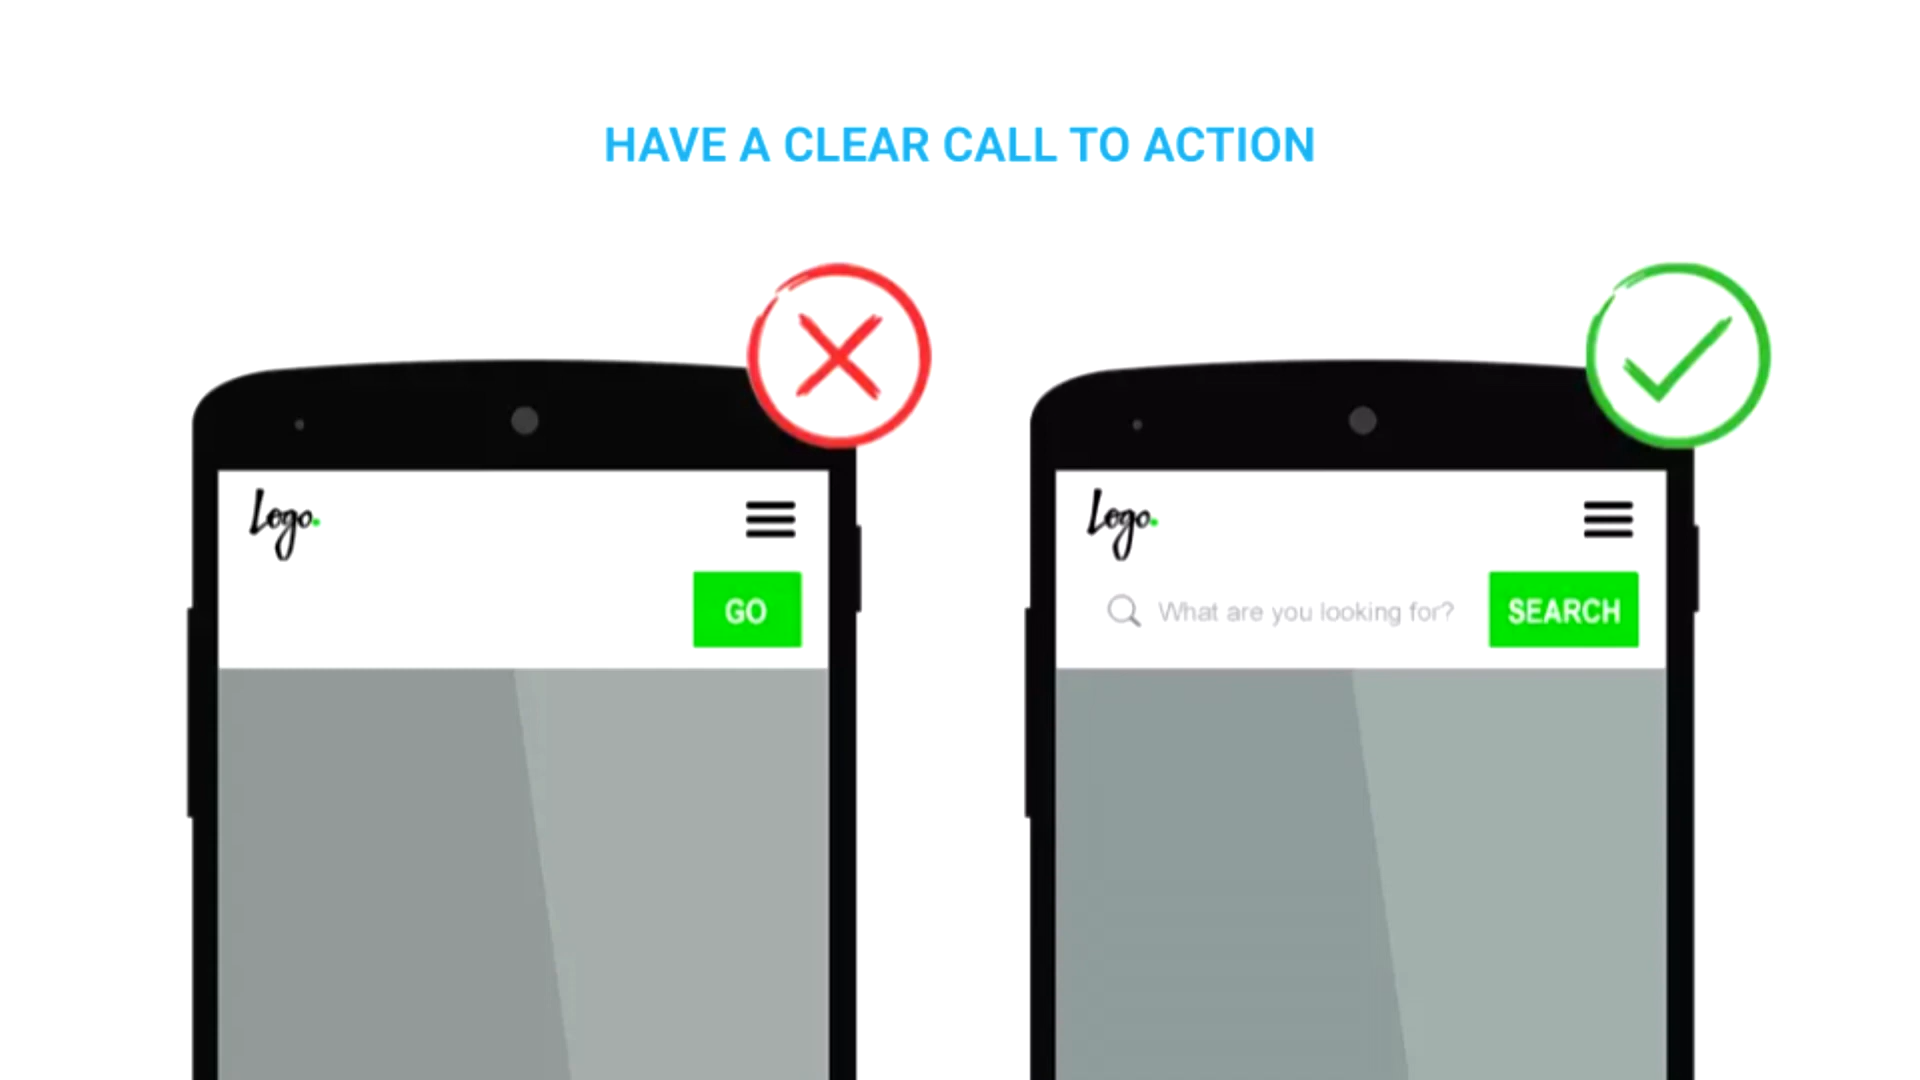 HAVE A CLEAR CALL TO ACTION
Logo.
GO
Logo.
What are you looking for?
SEARCH